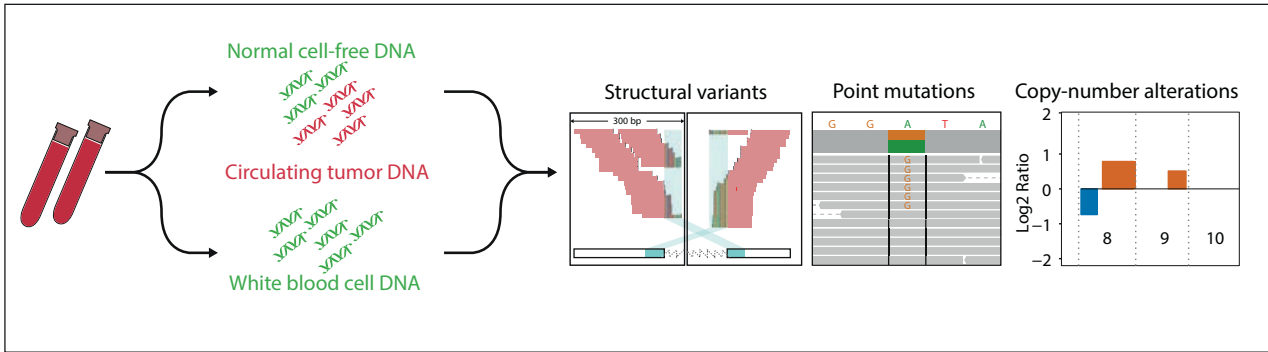 Normal cell-free DNA
Circulating tumor DNA
White blood cell DNA
Structural variants
300 bp
Point mutations
G G A T A
G
G
G
G
G
Copy-number alterations
Log2 Ratio
2
1
0
−1
−2
8 9 10